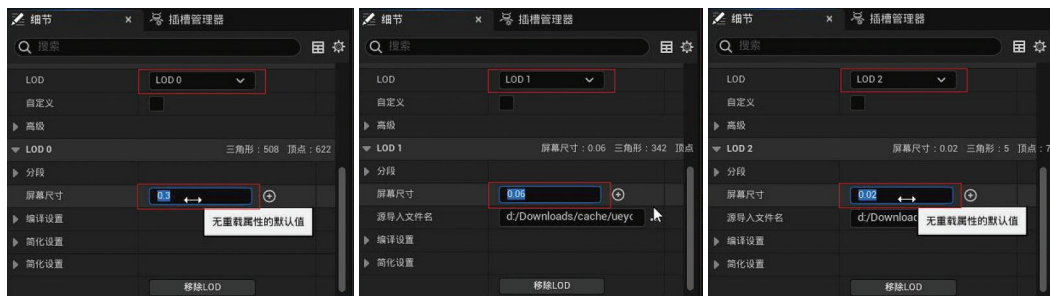 细节 × 插槽管理器
搜索
LOD LOD 0
自定义
高级
LOD 0 三角形:508 顶点:622
分段
屏幕尺寸 0.3
无重载属性的默认值
编译设置
简化设置
简化设置
移除LOD
细节 × 插槽管理器
搜索
LOD LOD 1
自定义
高级
LOD 1 屏幕尺寸:0.06 三角形:342 顶点
分段
屏幕尺寸 0.06
源导入文件名 d:/Downloads/cache/ueyc
编译设置
简化设置
移除LOD
细节 × 插槽管理器
搜索
LOD LOD 2
自定义
高级
LOD 2 屏幕尺寸:0.02 三角形:5 顶点:7
分段
屏幕尺寸 0.02
源导入文件名 d:/Downloac
无重载属性的默认值
编译设置
简化设置
移除LOD